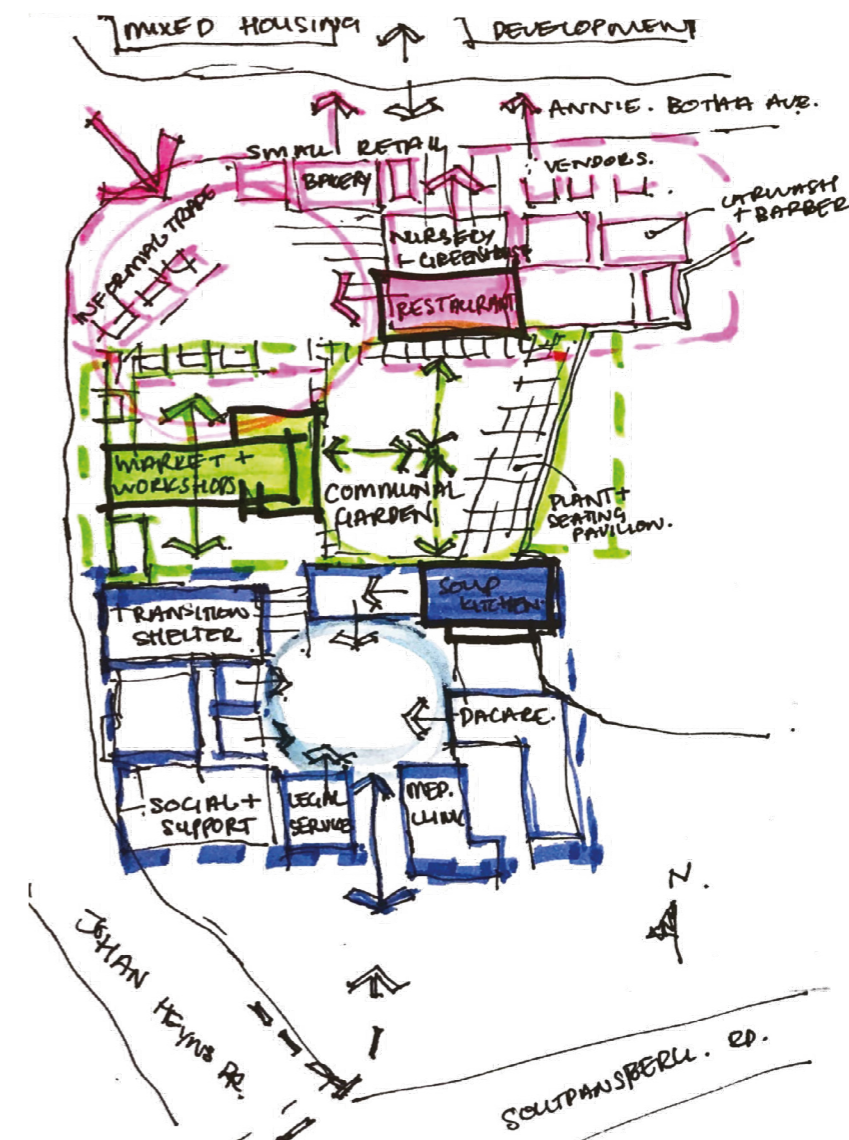 MIXED HOUSING
DEVELOPMENT
ANNIE. BOTHA AVE.
SMALL RETAIL
BAKERY
VENDORS.
CARWASH
+ BARBER
INFORMAL TRADE
NURSERY
+ GREENHOUSE
RESTAURANT
MARKET +
WORKSHOPS
COMMUNAL
GARDEN
PLANT +
SEATING
PAVILION.
SOUP
KITCHEN
TRANSITION
SHELTER
DACARE.
SOCIAL +
SUPPORT
LEGAL
SERVICE
MED.
CLINIC
N.
JOHAN HEYNS DR.
SOUTPANSBERG. RD.